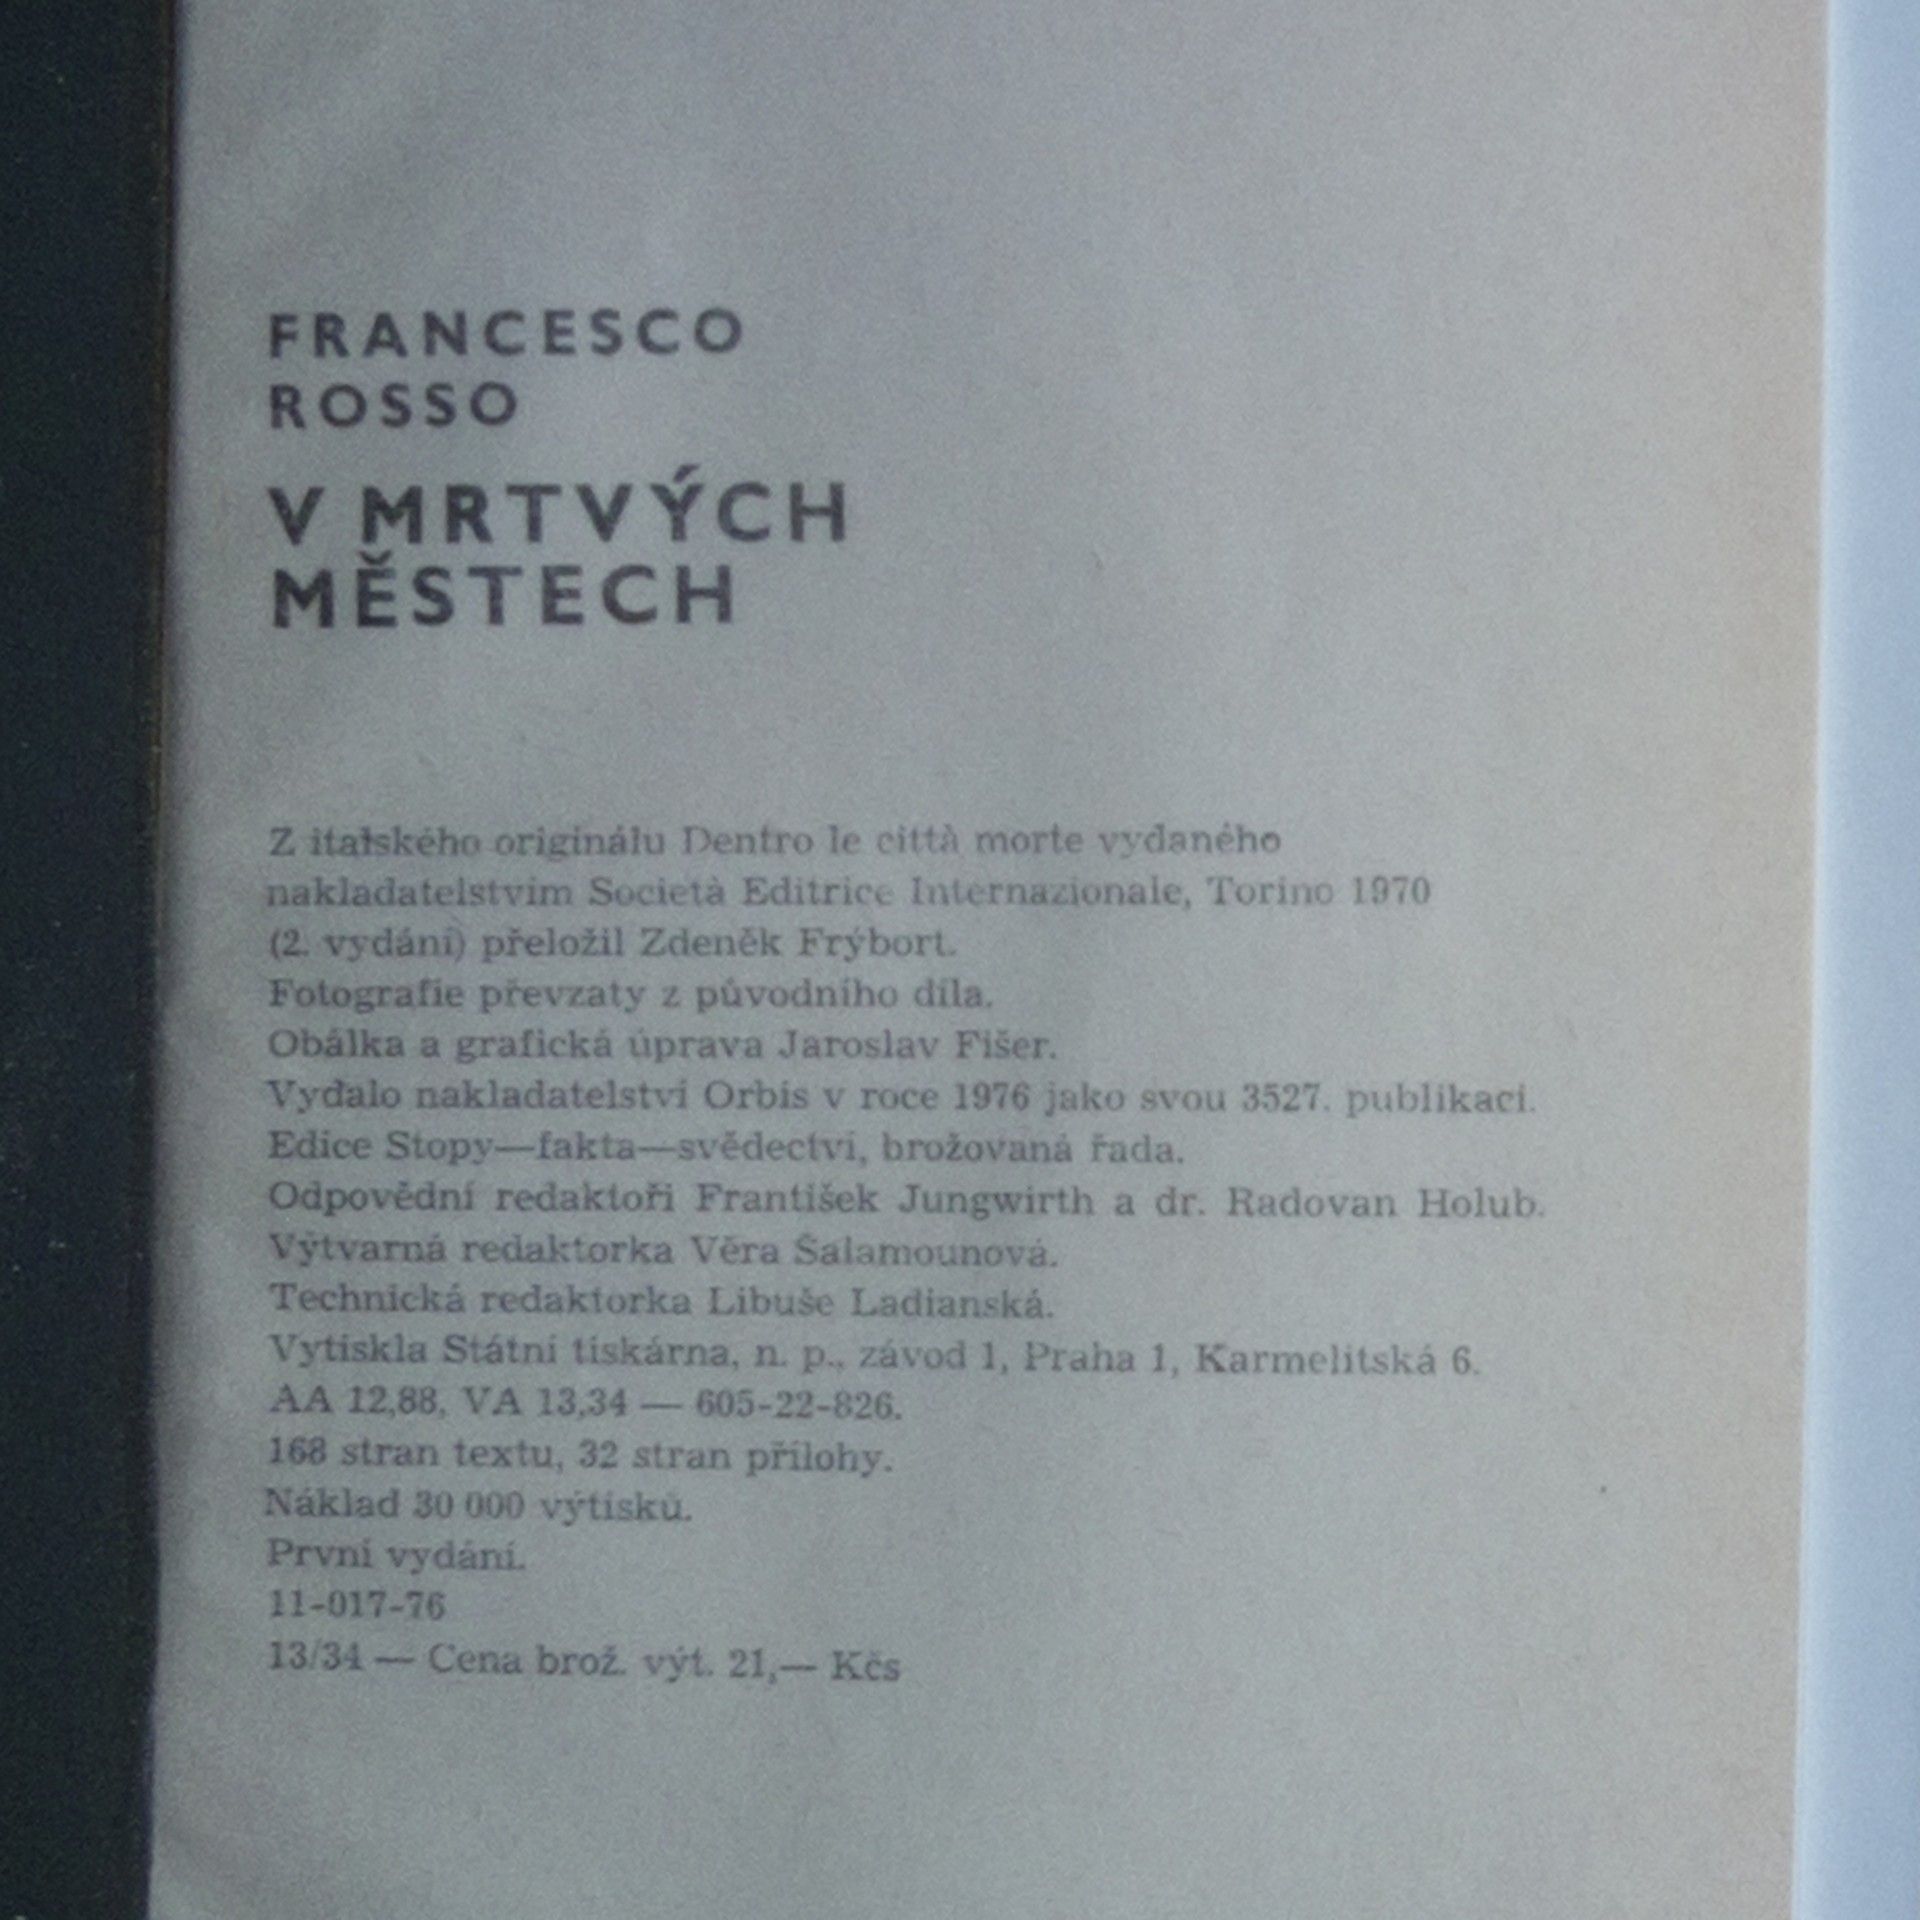 FRANCESCO
ROSSO
V MRTVÝCH
MĚSTECH
Z italského originálu Dentro le città morte vydaného
nakladatelstvím Società Editrice Internazionale, Torino 1970
(2. vydání) přeložil Zdeněk Frýbort.
Fotografie převzaty z původního díla.
Obálka a grafická úprava Jaroslav Fišer.
Vydalo nakladatelství Orbis v roce 1976 jako svou 3527. publikaci.
Edice Stopy—fakta—svědectví, brožovaná řada.
Odpovědní redaktoři František Jungwirth a dr. Radovan Holub.
Výtvarná redaktorka Věra Šalamounová.
Technická redaktorka Libuše Ladianská.
Vytiskla Státní tiskárna, n. p., závod 1, Praha 1, Karmelitská 6.
AA 12,88, VA 13,34 — 605-22-826.
168 stran textu, 32 stran přílohy.
Náklad 30 000 výtisků.
První vydání.
11-017-76
13/34 — Cena brož. výt. 21,— Kčs